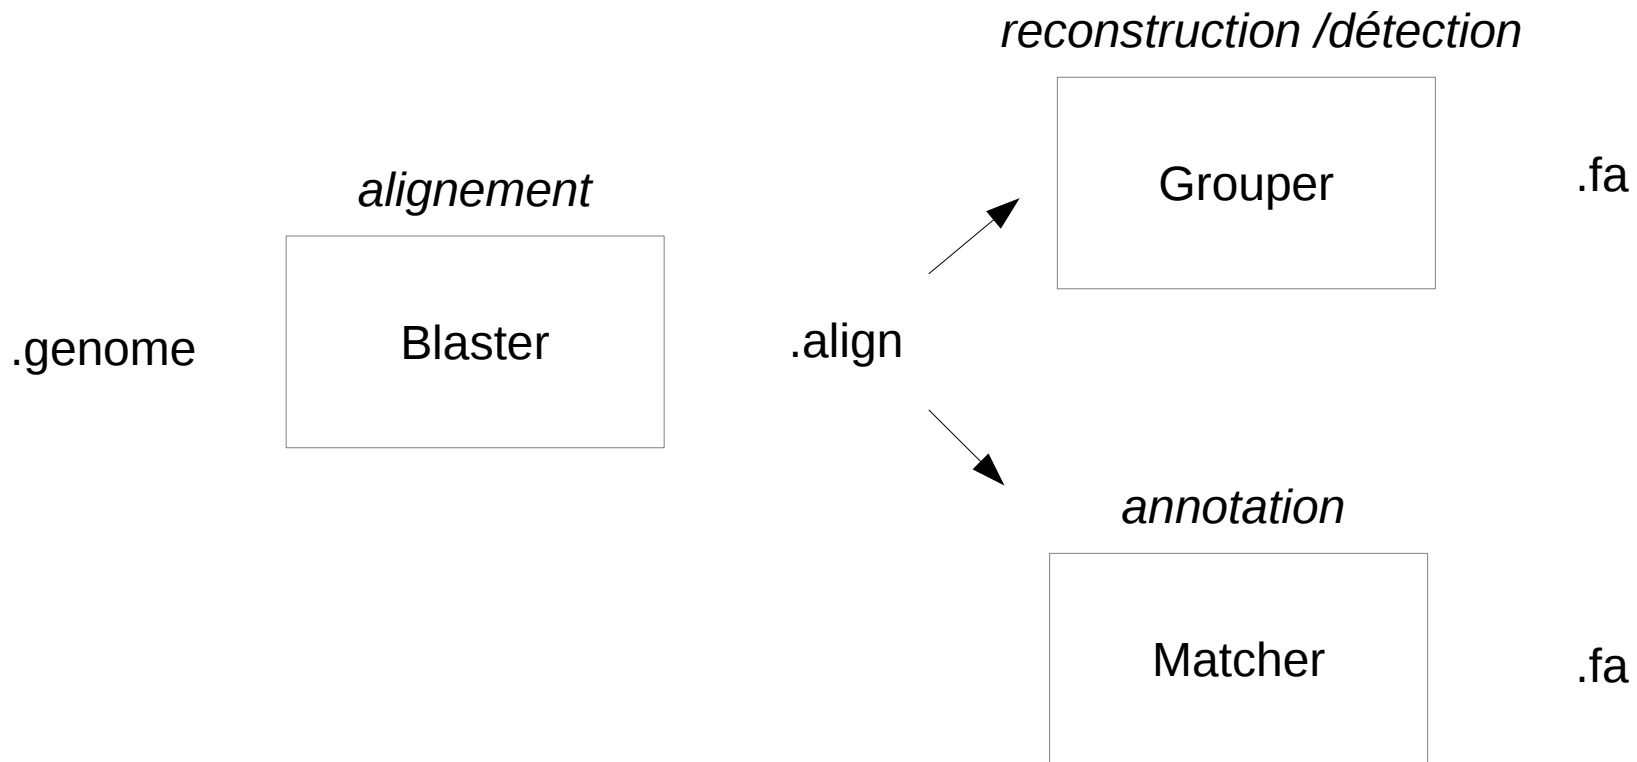 reconstruction /détection
Grouper
.fa
alignement
Blaster
.genome
.align
annotation
Matcher
.fa